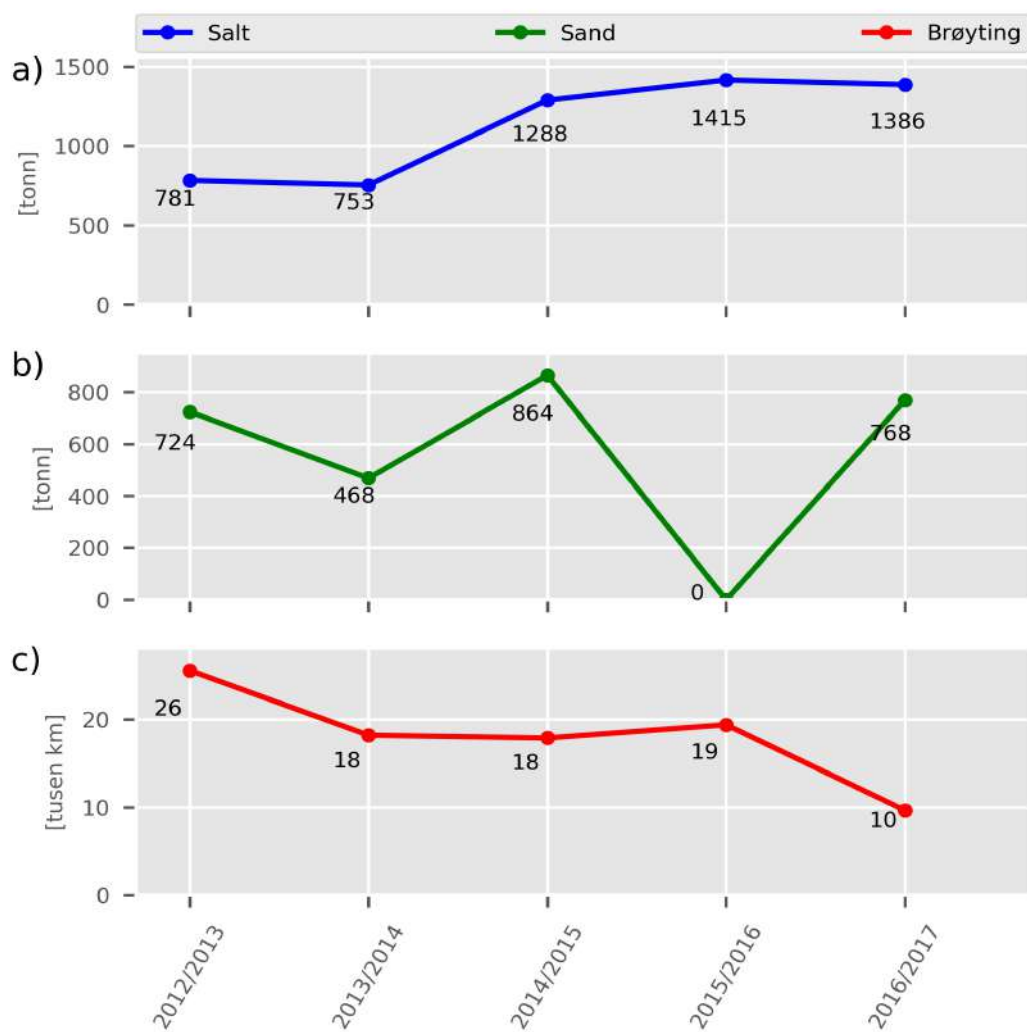 Salt Sand Brøyting
a)
1500
1000
500
0
[tonn]
781 753 1288 1415 1386
b)
800
600
400
200
0
[tonn]
724 468 864 0 768
c)
20
10
0
[tusen km]
26 18 18 19 10
2012/2013 2013/2014 2014/2015 2015/2016 2016/2017